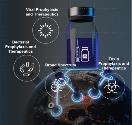 Viral Prophylaxis
and Therapeutics
Bacterial
Prophylaxis and
Therapeutics
Broad Spectrum
Toxin
Prophylaxis and
Therapeutics